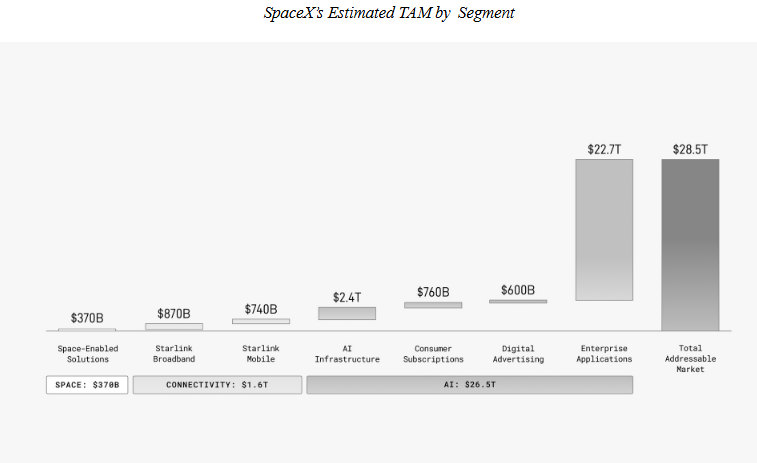 SpaceX's Estimated TAM by Segment
$22.7T
$28.5T
$2.4T
$760B
$600B
$370B
$870B
$740B
Space-Enabled
Solutions
Starlink
Broadband
Starlink
Mobile
AI
Infrastructure
Consumer
Subscriptions
Digital
Advertising
Enterprise
Applications
Total
Addressable
Market
SPACE: $370B
CONNECTIVITY: $1.6T
AI: $26.5T